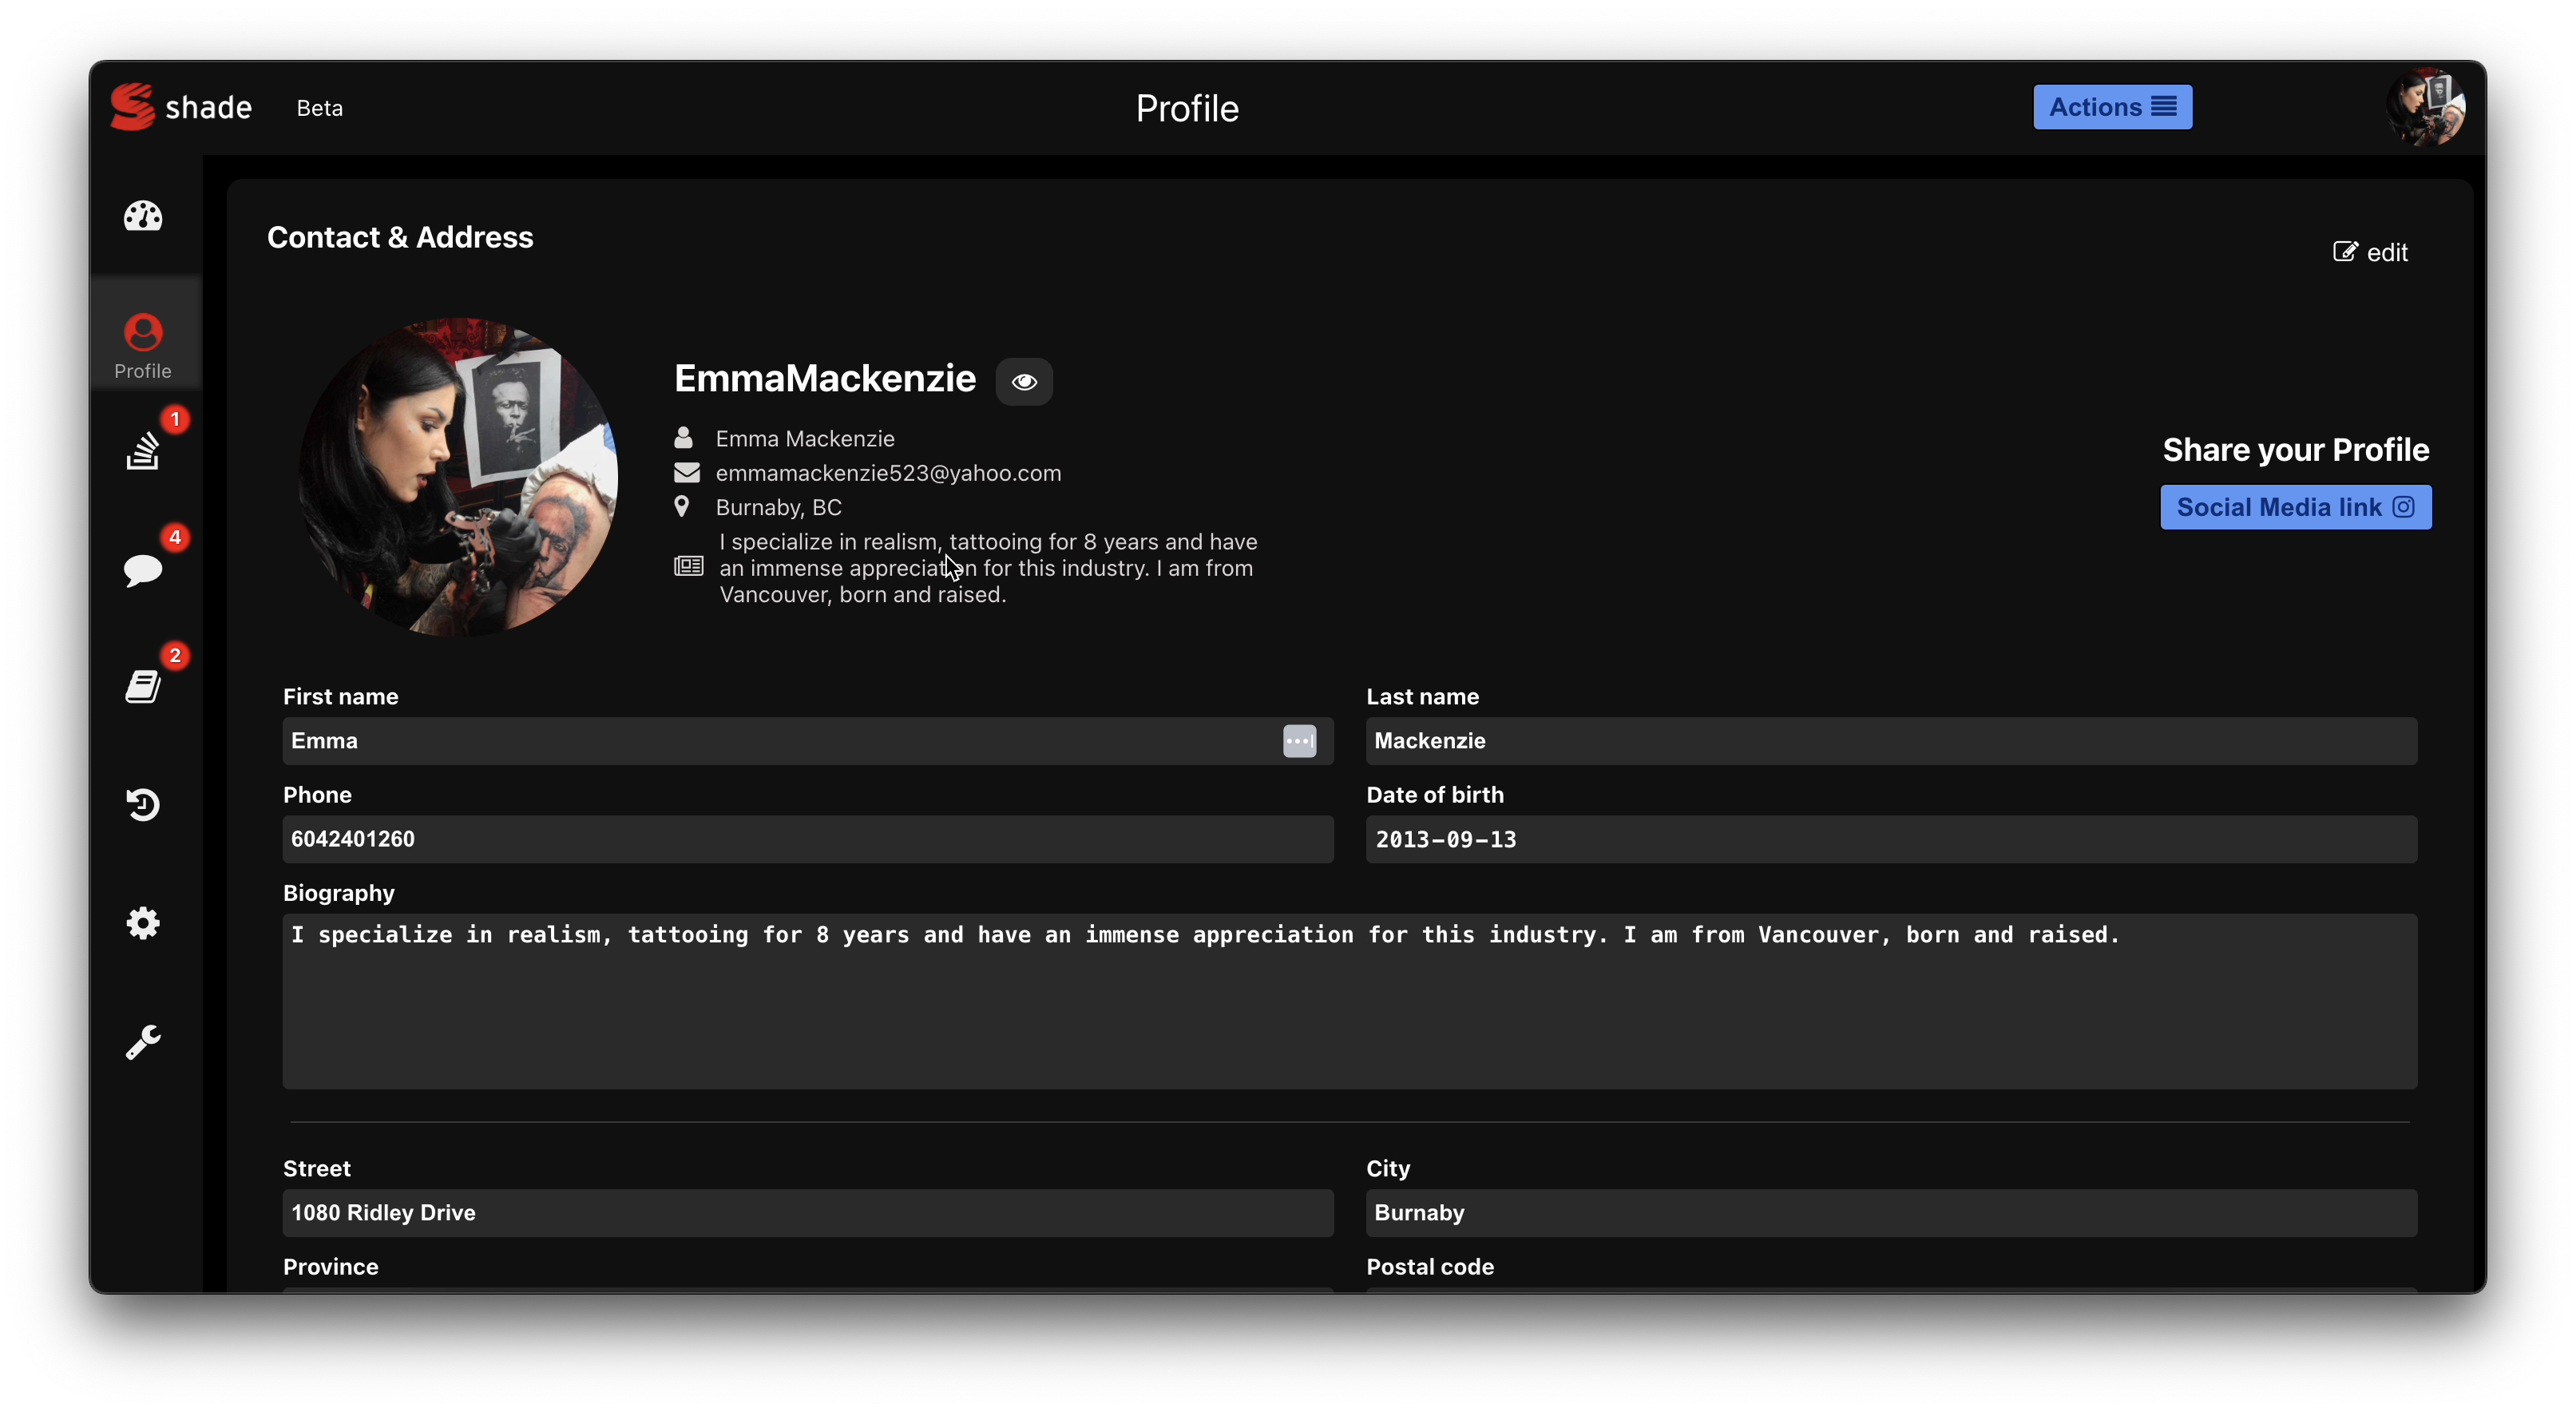 shade
Beta
Profile
Actions
Contact & Address
edit
Profile
EmmaMackenzie
1
Emma Mackenzie
emmamackenzie523@yahoo.com
Share your Profile
Burnaby, BC
Social Media link
4
I specialize in realism, tattooing for 8 years and have
an immense appreciation for this industry. I am from
Vancouver, born and raised.
2
First name
Last name
Emma
Mackenzie
Phone
Date of birth
6042401260
2013-09-13
Biography
I specialize in realism, tattooing for 8 years and have an immense appreciation for this industry. I am from Vancouver, born and raised.
Street
City
1080 Ridley Drive
Burnaby
Province
Postal code